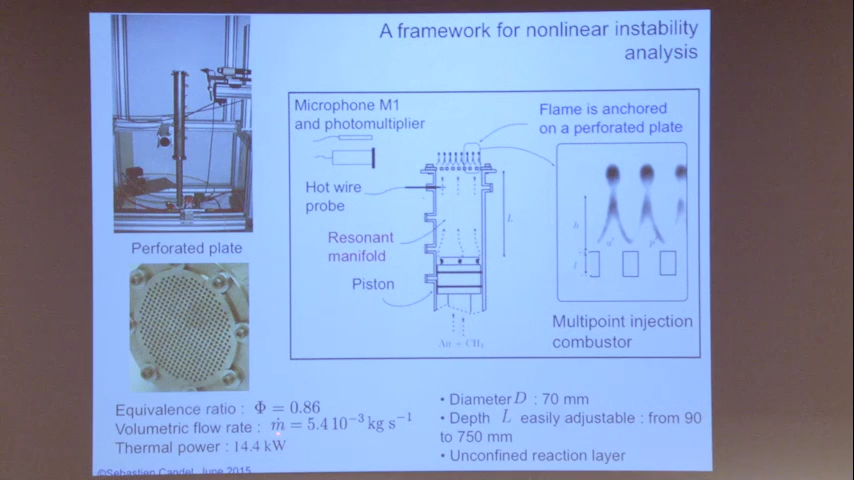 A framework for nonlinear instability
analysis
Microphone M1
and photomultiplier
Flame is anchored
on a perforated plate
Hot wire
probe
L
Resonant
manifold
Piston
h
l
u'
p'
Air + CH4
Multipoint injection
combustor
Perforated plate
Equivalence ratio : Φ = 0.86
Volumetric flow rate : ṁ = 5.4 10⁻³ kg s⁻¹
Thermal power : 14.4 kW
• Diameter D : 70 mm
• Depth L easily adjustable : from 90
to 750 mm
• Unconfined reaction layer
©Sebastien Candel, June 2015